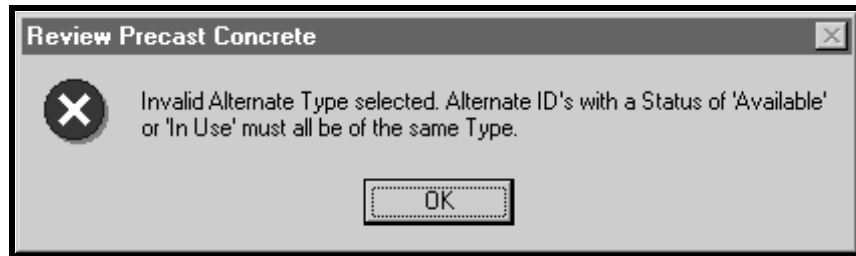 Review Precast Concrete
Invalid Alternate Type selected. Alternate ID's with a Status of 'Available'
or 'In Use' must all be of the same Type.
OK